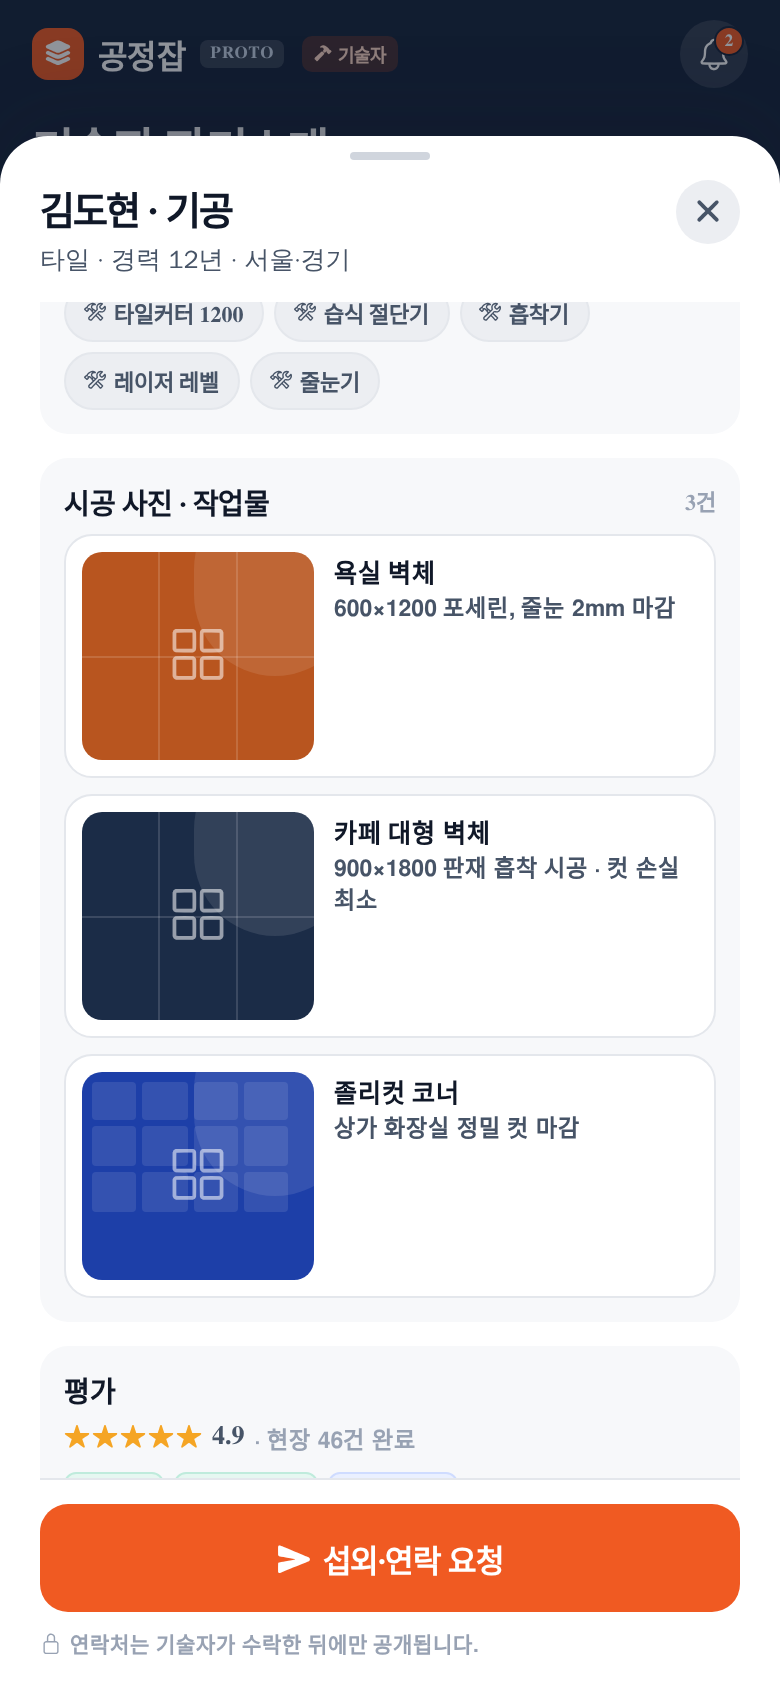 공정잡 PROTO 기술자 2
김도현 · 기공
타일 · 경력 12년 · 서울·경기
타일커터 1200 습식 절단기 흡착기
레이저 레벨 줄눈기
시공 사진 · 작업물 3건
욕실 벽체
600×1200 포세린, 줄눈 2mm 마감
카페 대형 벽체
900×1800 판재 흡착 시공 · 컷 손실
최소
졸리컷 코너
상가 화장실 정밀 컷 마감
평가
★★★★★ 4.9 · 현장 46건 완료
섭외·연락 요청
연락처는 기술자가 수락한 뒤에만 공개됩니다.